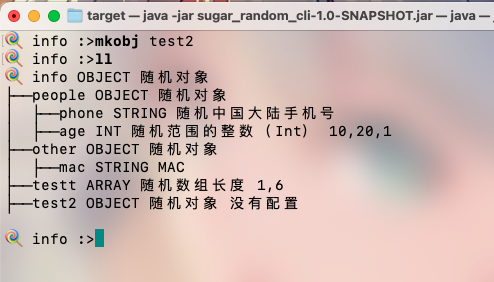 target — java -jar sugar_random_cli-1.0-SNAPSHOT.jar — java —
info :>mkobj test2
info :>ll
info OBJECT 随机对象
├──people OBJECT 随机对象
│  ├──phone STRING 随机中国大陆手机号
│  ├──age INT 随机范围的整数 (Int)  10,20,1
├──other OBJECT 随机对象
│  ├──mac STRING MAC
├──testt ARRAY 随机数组长度 1,6
├──test2 OBJECT 随机对象 没有配置
info :>